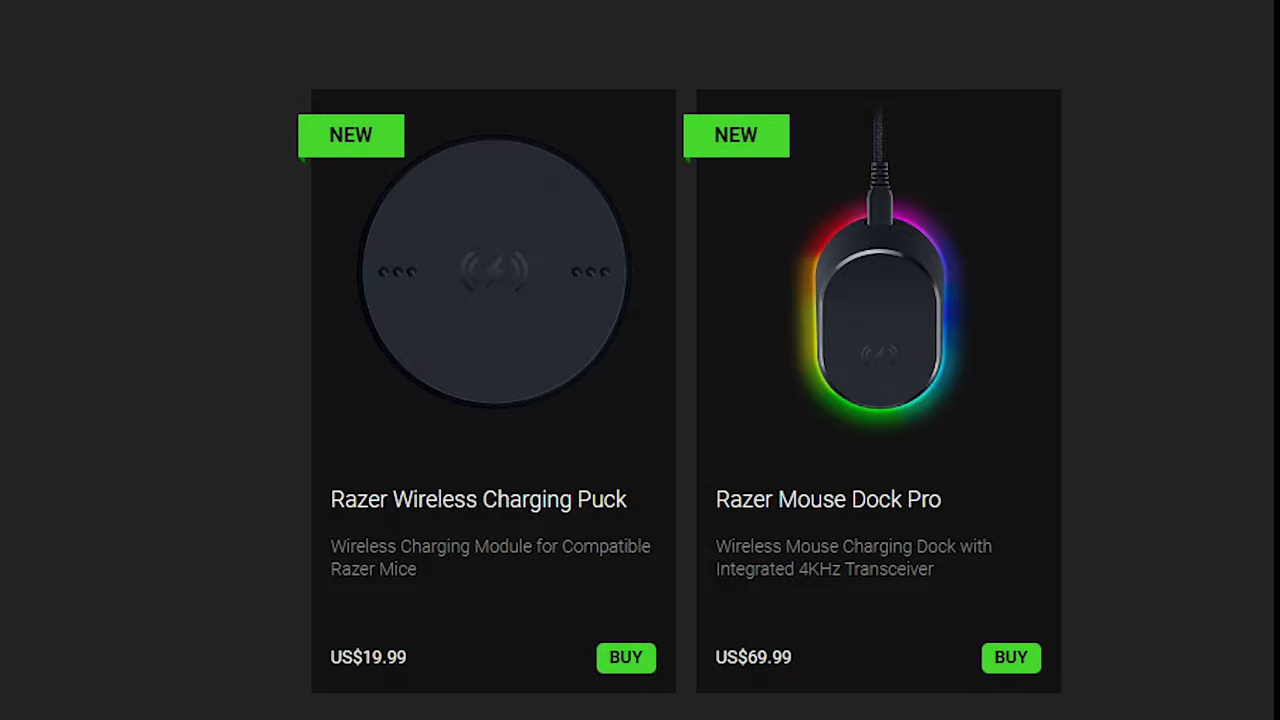 NEW
Razer Wireless Charging Puck
Wireless Charging Module for Compatible
Razer Mice
US$19.99
BUY
NEW
Razer Mouse Dock Pro
Wireless Mouse Charging Dock with
Integrated 4KHz Transceiver
US$69.99
BUY